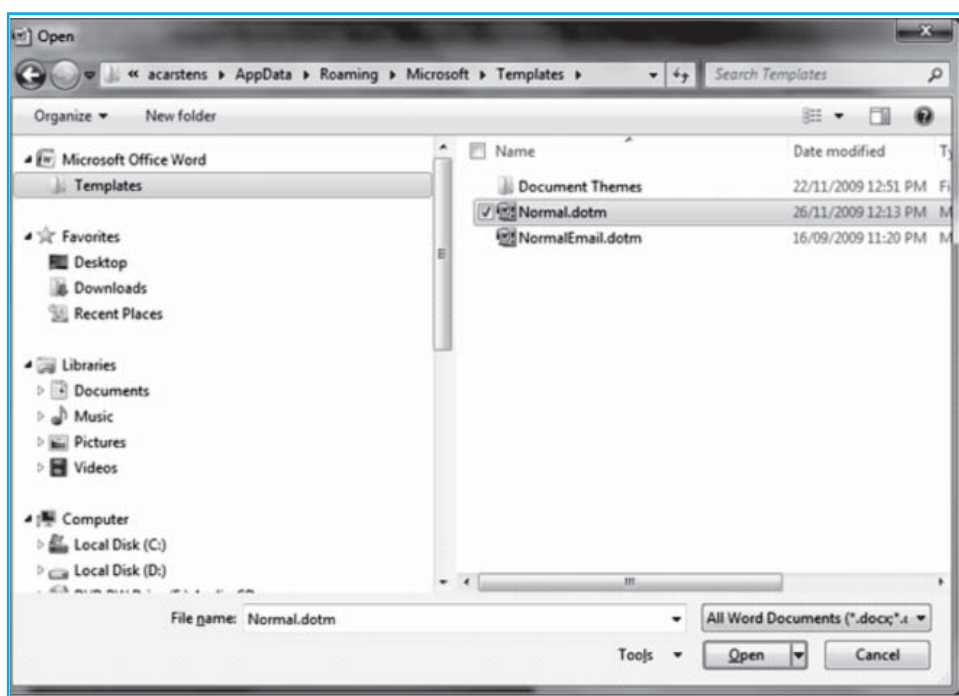 Open
« acarstens ▸ AppData ▸ Roaming ▸ Microsoft ▸ Templates ▸ Search Templates
Organize New folder
Microsoft Office Word
Templates
Favorites
Desktop
Downloads
Recent Places
Libraries
Documents
Music
Pictures
Videos
Computer
Local Disk (C:)
Local Disk (D:)
Name Date modified
Document Themes 22/11/2009 12:51 PM Fi
Normal.dotm 26/11/2009 12:13 PM M
NormalEmail.dotm 16/09/2009 11:20 PM M
File name: Normal.dotm All Word Documents (*.docx;*.
Tools Open Cancel